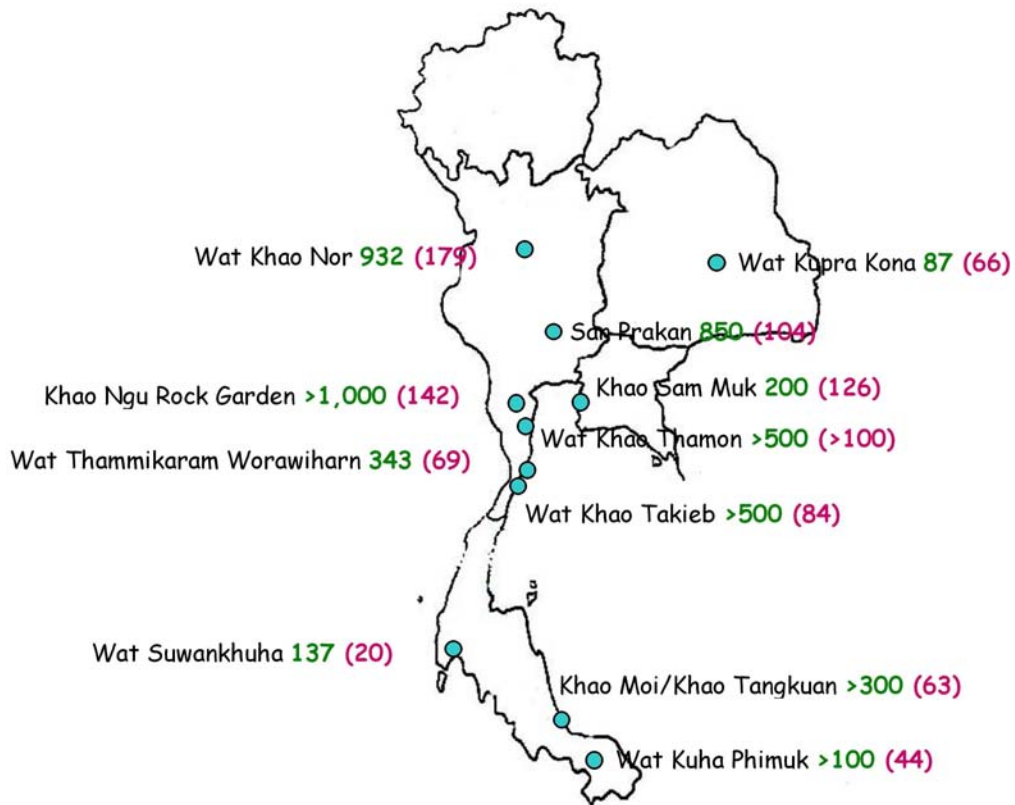 Wat Khao Nor 932 (179)
Wat Kupra Kona 87 (66)
San Prakan 850 (104)
Khao Ngu Rock Garden >1,000 (142)
Khao Sam Muk 200 (126)
Wat Khao Thamon >500 (>100)
Wat Thammikaram Worawiharn 343 (69)
Wat Khao Takieb >500 (84)
Wat Suwankhuha 137 (20)
Khao Moi/Khao Tangkuan >300 (63)
Wat Kuha Phimuk >100 (44)